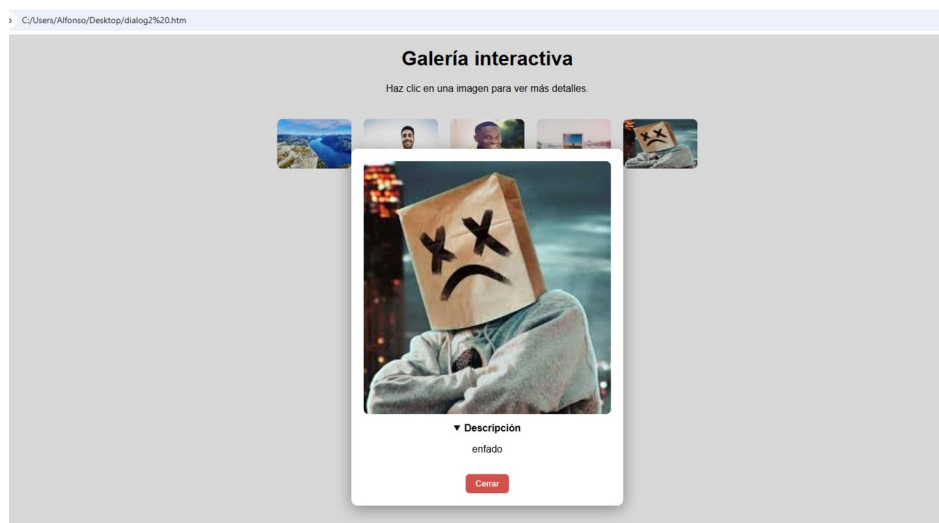 C:/Users/Alfonso/Desktop/dialog2%20.htm
Galería interactiva
Haz clic en una imagen para ver más detalles.
▼ Descripción
enfado
Cerrar